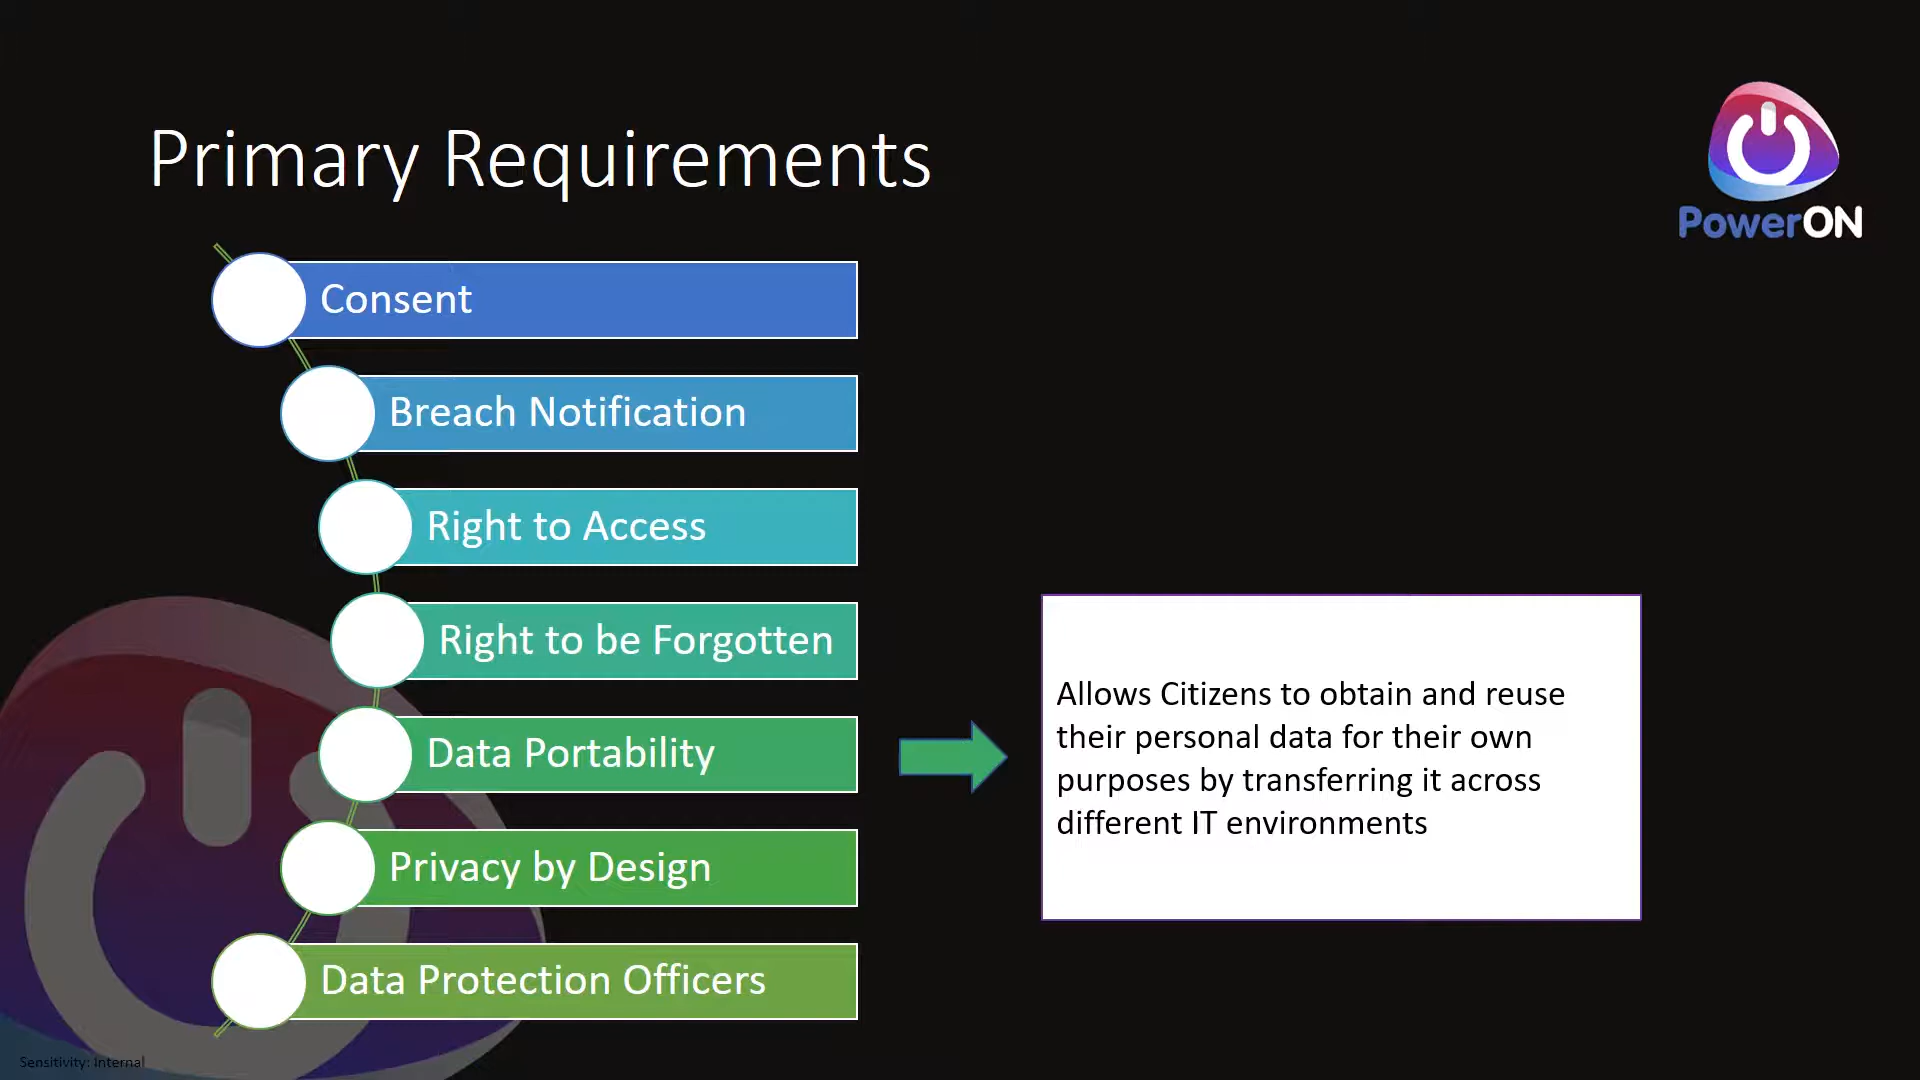 Primary Requirements
PowerON
Consent
Breach Notification
Right to Access
Right to be Forgotten
Data Portability
Privacy by Design
Data Protection Officers
Allows Citizens to obtain and reuse
their personal data for their own
purposes by transferring it across
different IT environments
Sensitivity: Internal